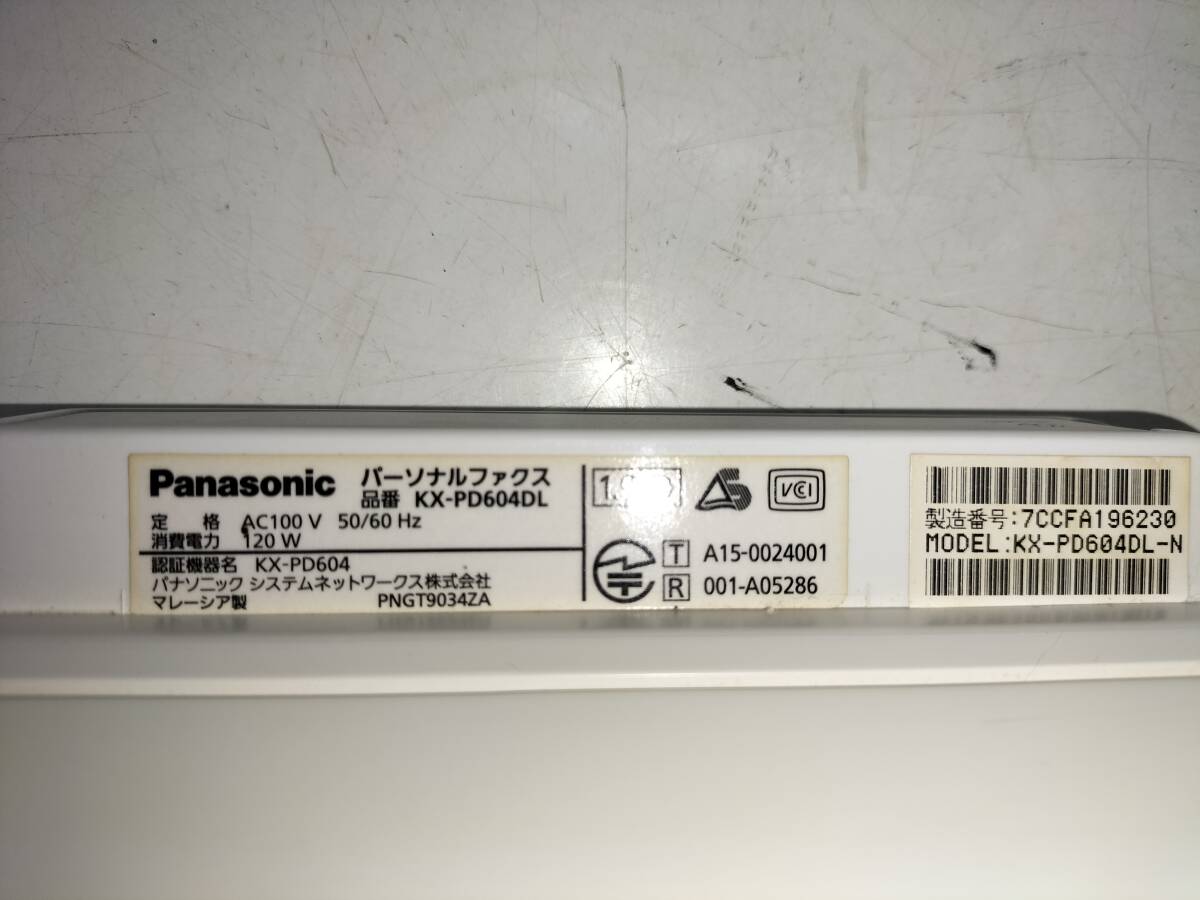 Panasonic パーソナルファクス
品番 KX-PD604DL
定 格 AC100 V 50/60 Hz
消費電力 120 W
認証機器名 KX-PD604
パナソニック システムネットワークス株式会社
マレーシア製 PNGT9034ZA
VCCI
T A15-0024001
R 001-A05286
製造番号:7CCFA196230
MODEL:KX-PD604DL-N